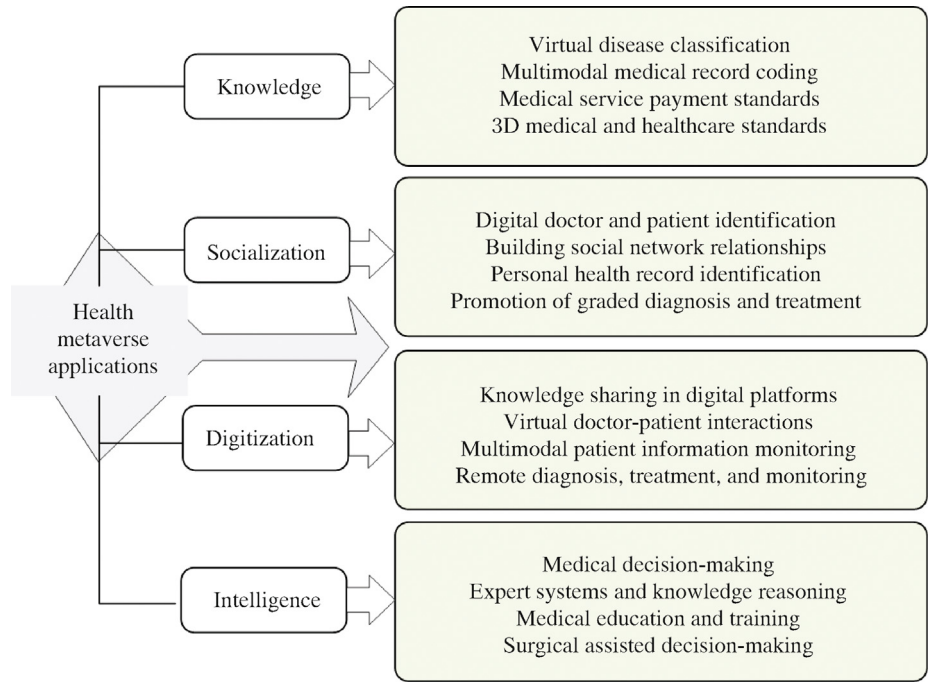 Health
metaverse
applications
Knowledge
Virtual disease classification
Multimodal medical record coding
Medical service payment standards
3D medical and healthcare standards
Socialization
Digital doctor and patient identification
Building social network relationships
Personal health record identification
Promotion of graded diagnosis and treatment
Digitization
Knowledge sharing in digital platforms
Virtual doctor-patient interactions
Multimodal patient information monitoring
Remote diagnosis, treatment, and monitoring
Intelligence
Medical decision-making
Expert systems and knowledge reasoning
Medical education and training
Surgical assisted decision-making